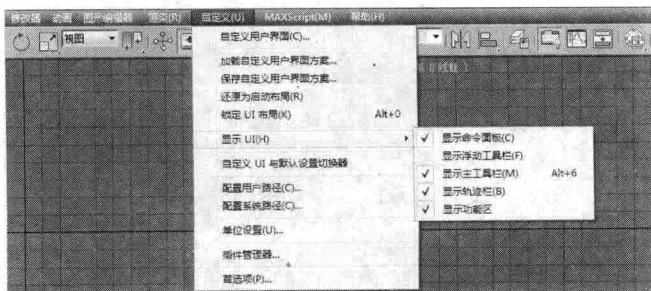 修改器 动画 图形编辑器 渲染(R) 自定义(U) MAXScript(M) 帮助(H)
视图
自定义用户界面(C)...
加载自定义用户界面方案...
保存自定义用户界面方案...
还原为启动布局(R)
锁定 UI 布局(K) Alt+0
显示 UI(H)
显示命令面板(C)
显示浮动工具栏(F)
显示主工具栏(M) Alt+6
显示轨迹栏(B)
显示功能区
自定义 UI 与默认设置切换器
配置用户路径(C)...
配置系统路径(C)...
单位设置(U)...
插件管理器...
首选项(P)...